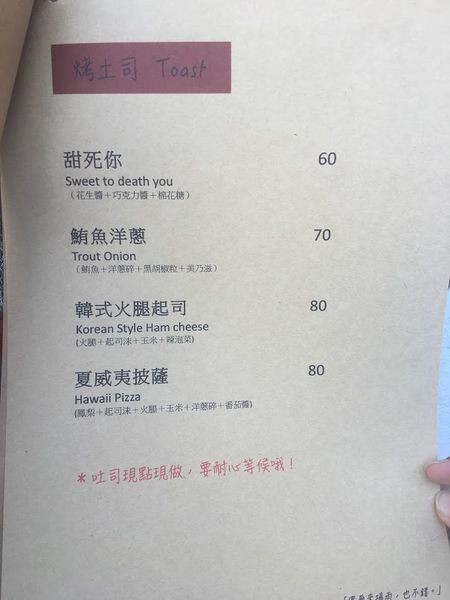 烤土司 Toast
甜死你 60
Sweet to death you
（花生醬＋巧克力醬＋棉花糖）
鮪魚洋蔥 70
Trout Onion
（鮪魚＋洋蔥碎＋黑胡椒粒＋美乃滋）
韓式火腿起司 80
Korean Style Ham cheese
(火腿＋起司沫＋玉米＋辣泡菜)
夏威夷披薩 80
Hawaii Pizza
(鳳梨＋起司沫＋火腿＋玉米＋洋蔥碎＋番茄醬)
＊吐司現點現做，要耐心等候哦！
也不錯。」